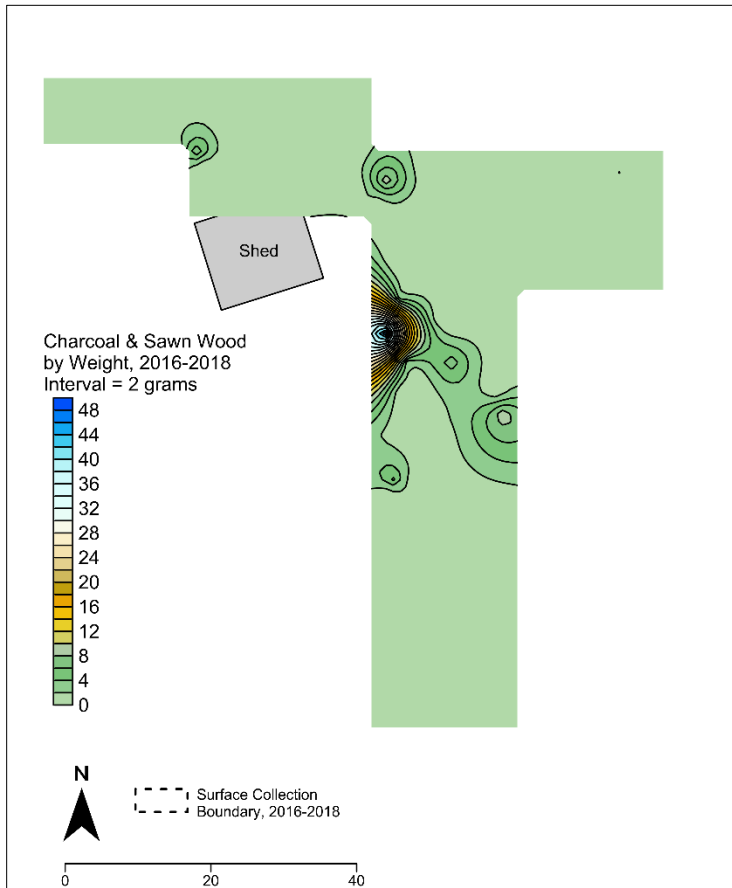 Shed
Charcoal & Sawn Wood
by Weight, 2016-2018
Interval = 2 grams
48
44
40
36
32
28
24
20
16
12
8
4
0
N
Surface Collection
Boundary, 2016-2018
0 20 40